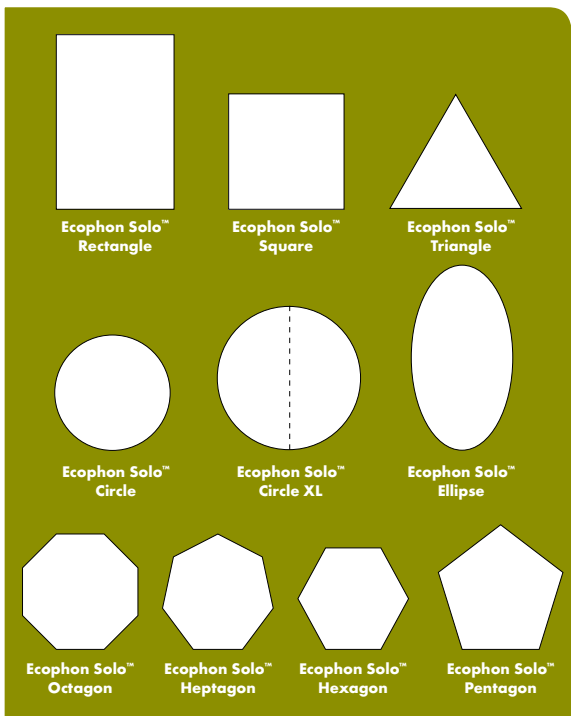 Ecophon Solo™
Rectangle
Ecophon Solo™
Square
Ecophon Solo™
Triangle
Ecophon Solo™
Circle
Ecophon Solo™
Circle XL
Ecophon Solo™
Ellipse
Ecophon Solo™
Octagon
Ecophon Solo™
Heptagon
Ecophon Solo™
Hexagon
Ecophon Solo™
Pentagon